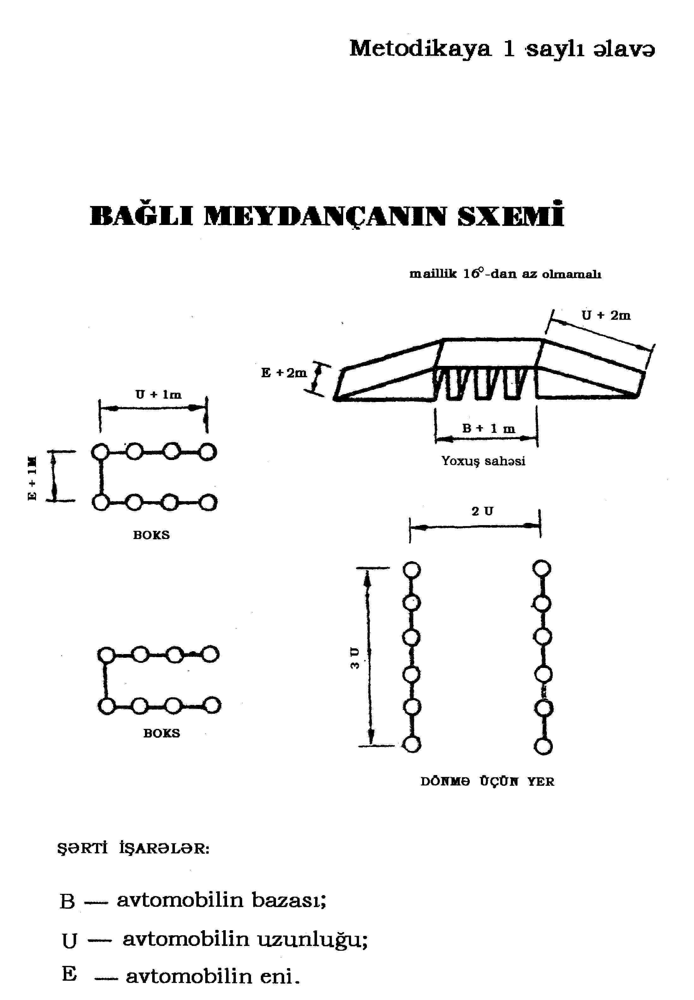 Metodikaya 1 saylı əlavə
BAĞLI MEYDANÇANIN SXEMİ
maillik 16°-dan az olmamalı
U + 2m
E + 2m
U + 1m
B + 1 m
Yoxuş sahəsi
E + 1M
BOKS
2 U
3 U
BOKS
DÖNMƏ ÜÇÜN YER
ŞƏRTİ İŞARƏLƏR:
B — avtomobilin bazası;
U — avtomobilin uzunluğu;
E — avtomobilin eni.